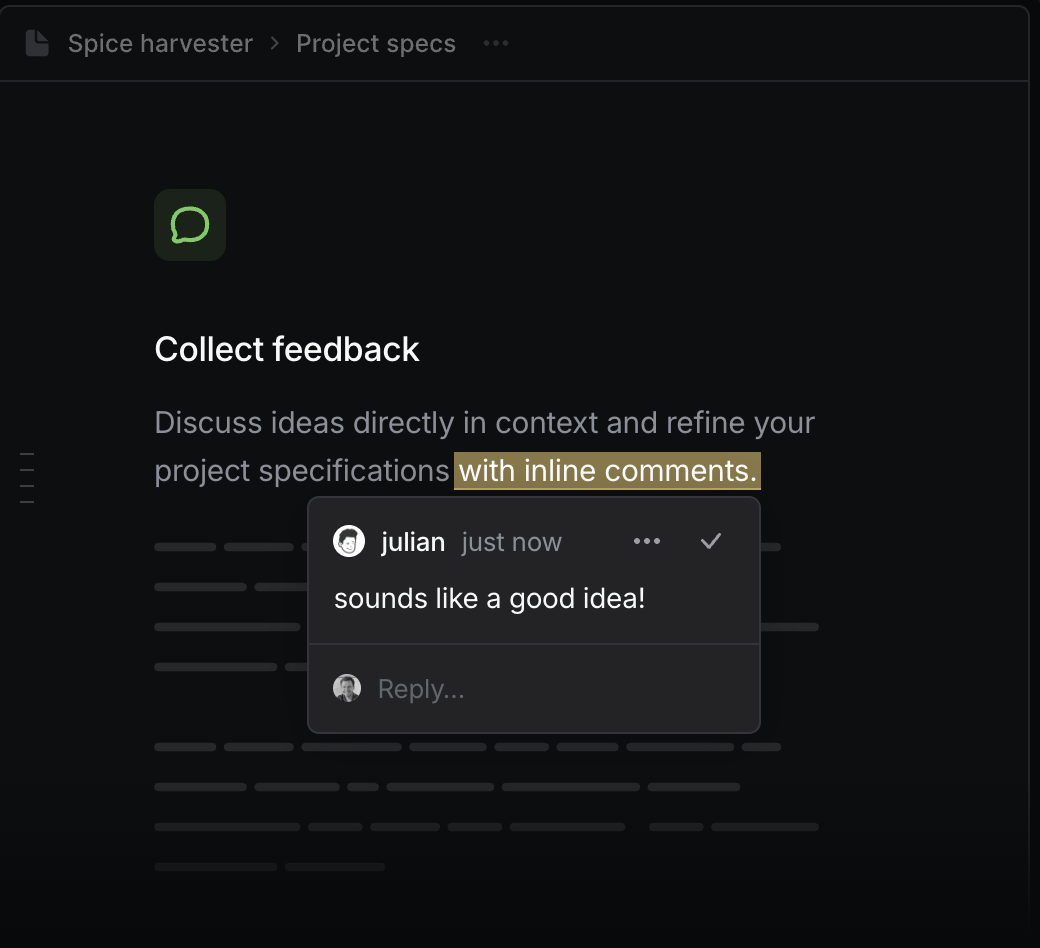 Spice harvester › Project specs ...
Collect feedback
Discuss ideas directly in context and refine your
project specifications with inline comments.
julian just now
sounds like a good idea!
Reply...